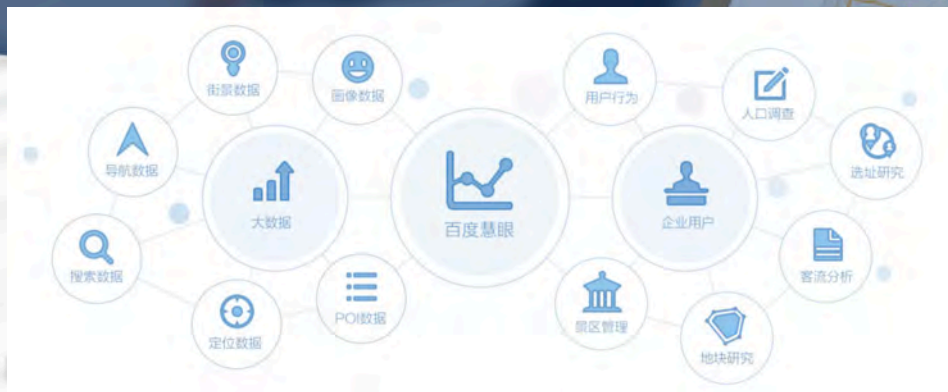 街景数据
画像数据
用户行为
人口调查
导航数据
选址研究
大数据
百度慧眼
企业用户
搜索数据
客流分析
定位数据
POI数据
景区管理
地块研究